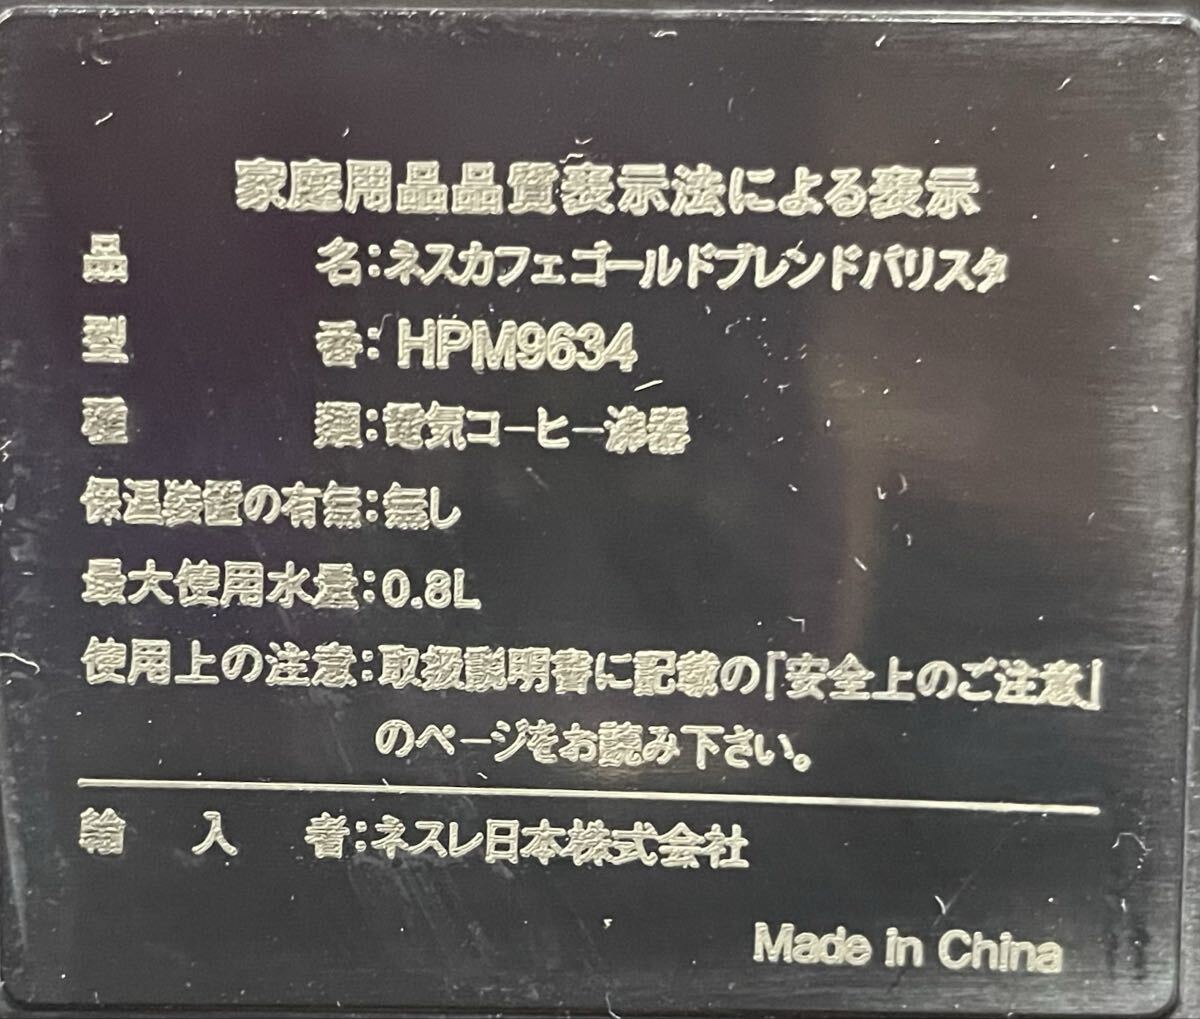 家庭用品品質表示法による表示
品名:ネスカフェゴールドブレンドバリスタ
型番:HPM9634
種類:電気コーヒー沸器
保温装置の有無:無し
最大使用水量:0.8L
使用上の注意:取扱説明書に記載の「安全上のご注意」
のページをお読み下さい。
輸入者:ネスレ日本株式会社
Made in China